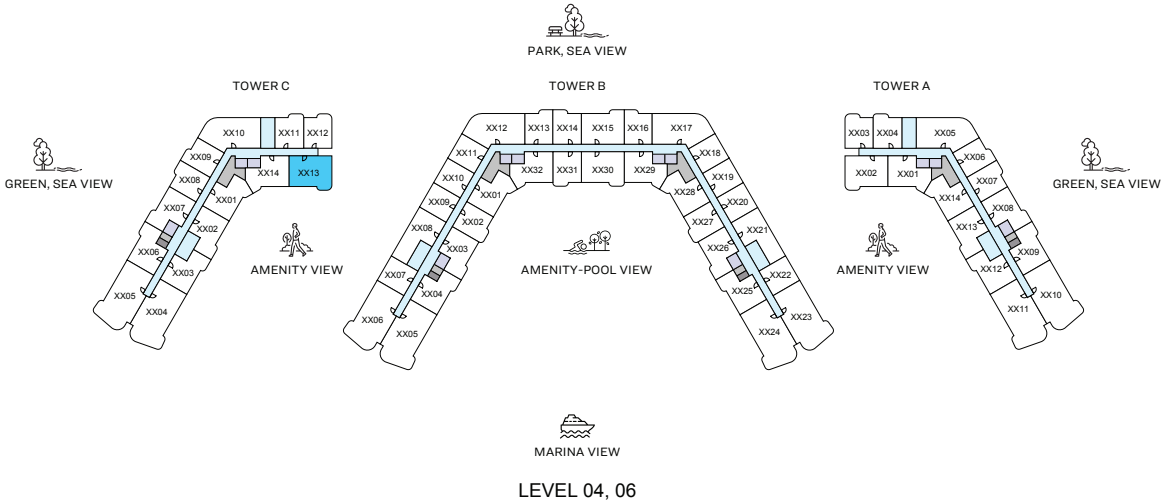 PARK, SEA VIEW
TOWER C
TOWER B
TOWER A
XX10
XX11
XX12
XX12
XX13
XX14
XX15
XX16
XX17
XX03
XX04
XX05
GREEN, SEA VIEW
XX09
XX14
XX13
XX11
XX32
XX31
XX30
XX29
XX18
XX02
XX01
XX06
GREEN, SEA VIEW
XX08
XX01
XX10
XX01
XX28
XX19
XX14
XX07
XX07
XX02
XX09
XX02
XX27
XX20
XX13
XX08
XX06
XX03
XX08
XX03
XX26
XX21
XX12
XX09
AMENITY VIEW
AMENITY-POOL VIEW
AMENITY VIEW
XX05
XX04
XX07
XX04
XX25
XX22
XX11
XX10
XX06
XX05
XX24
XX23
MARINA VIEW
LEVEL 04, 06